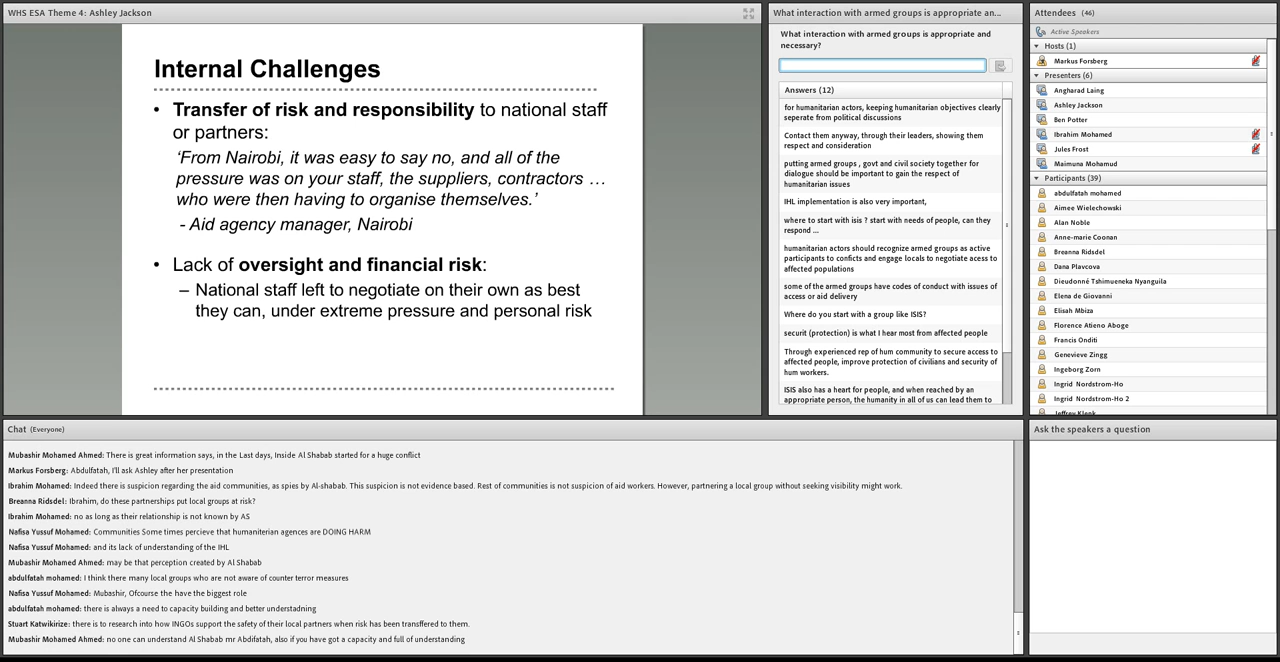 WHS ESA Theme 4: Ashley Jackson
Internal Challenges
• Transfer of risk and responsibility to national staff
or partners:
‘From Nairobi, it was easy to say no, and all of the
pressure was on your staff, the suppliers, contractors …
who were then having to organise themselves.’
- Aid agency manager, Nairobi
• Lack of oversight and financial risk:
– National staff left to negotiate on their own as best
they can, under extreme pressure and personal risk
What interaction with armed groups is appropriate an...
What interaction with armed groups is appropriate and
necessary?
Answers (12)
for humanitarian actors, keeping humanitarian objectives clearly
seperate from political discussions
Contact them anyway, through their leaders, showing them
respect and consideration
putting armed groups , govt and civil society together for
dialogue should be important to gain the respect of
humanitarian issues
IHL implementation is also very important,
where to start with isis ? start with needs of people, can they
respond ...
humanitarian actors should recognize armed groups as active
participants to conficts and engage locals to negotiate acess to
affected populations
some of the armed groups have codes of conduct with issues of
access or aid delivery
Where do you start with a group like ISIS?
securit (protection) is what I hear most from affected people
Through experienced rep of hum community to secure access to
affected people, improve protection of civilians and security of
hum workers.
ISIS also has a heart for people, and when reached by an
appropriate person, the humanity in all of us can lead them to
Attendees (46)
Active Speakers
Hosts (1)
Markus Forsberg
Presenters (6)
Angharad Laing
Ashley Jackson
Ben Potter
Ibrahim Mohamed
Jules Frost
Maimuna Mohamud
Participants (39)
abdulfatah mohamed
Aimee Wielechowski
Alan Noble
Anne-marie Coonan
Breanna Ridsdel
Dana Plavcova
Dieudonné Tshimueneka Nyanguila
Elena de Giovanni
Elisah Mbiza
Florence Atieno Aboge
Francis Onditi
Genevieve Zingg
Ingeborg Zorn
Ingrid Nordstrom-Ho
Ingrid Nordstrom-Ho 2
Jeffrey Klenk
Chat (Everyone)
Mubashir Mohamed Ahmed: There is great information says, in the Last days, Inside Al Shabab started for a huge conflict
Markus Forsberg: Abdulfatah, I'll ask Ashley after her presentation
Ibrahim Mohamed: Indeed there is suspicion regarding the aid communities, as spies by Al-shabab. This suspicion is not evidence based. Rest of communities is not suspicion of aid workers. However, partnering a local group without seeking visibility might work.
Breanna Ridsdel: Ibrahim, do these partnerships put local groups at risk?
Ibrahim Mohamed: no as long as their relationship is not known by AS
Nafisa Yussuf Mohamed: Communities Some times percieve that humaniterian agences are DOING HARM
Nafisa Yussuf Mohamed: and its lack of understanding of the IHL
Mubashir Mohamed Ahmed: may be that perception created by Al Shabab
abdulfatah mohamed: I think there many local groups who are not aware of counter terror measures
Nafisa Yussuf Mohamed: Mubashir, Ofcourse the have the biggest role
abdulfatah mohamed: there is always a need to capacity building and better understadning
Stuart Katwikirize: there is to research into how INGOs support the safety of their local partners when risk has been transffered to them.
Mubashir Mohamed Ahmed: no one can understand Al Shabab mr Abdifatah, also if you have got a capacity and full of understanding
Ask the speakers a question